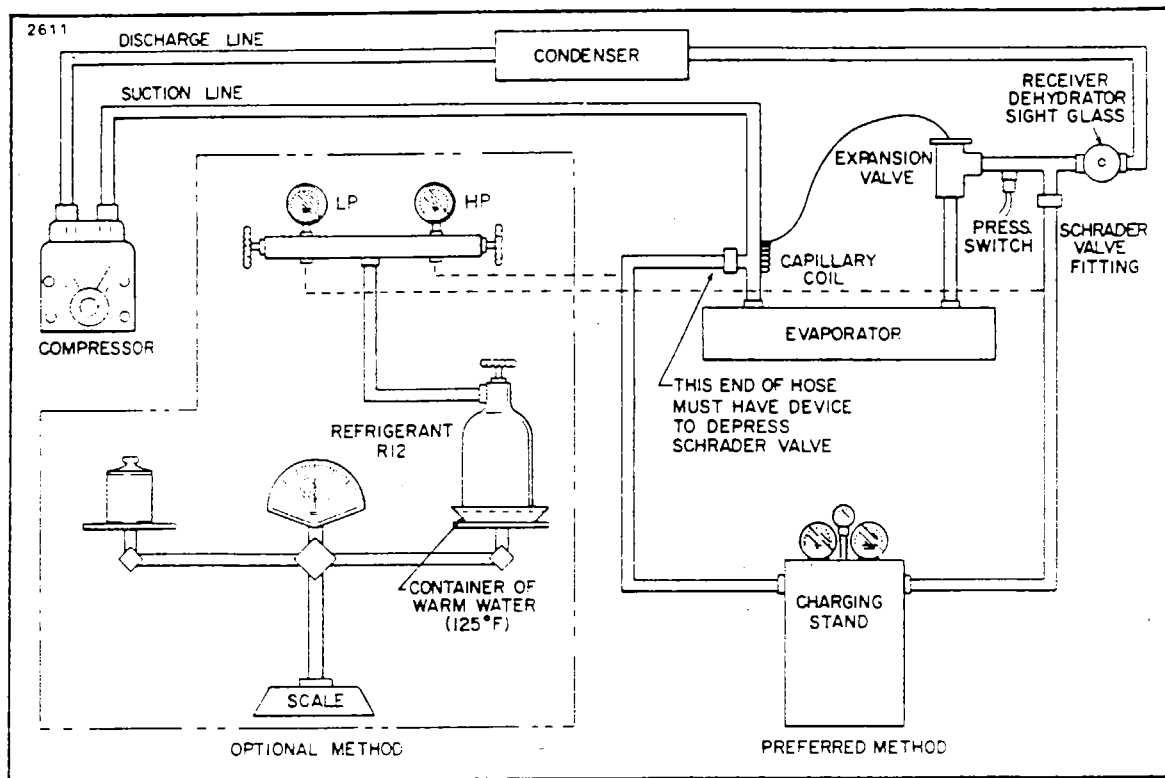 2611
DISCHARGE LINE
CONDENSER
SUCTION LINE
RECEIVER
DEHYDRATOR
SIGHT GLASS
EXPANSION
VALVE
LP
HP
PRESS.
SWITCH
SCHRADER
VALVE
FITTING
CAPILLARY
COIL
COMPRESSOR
EVAPORATOR
THIS END OF HOSE
MUST HAVE DEVICE
TO DEPRESS
SCHRADER VALVE
REFRIGERANT
R12
CONTAINER OF
WARM WATER
(125°F)
CHARGING
STAND
SCALE
OPTIONAL METHOD
PREFERRED METHOD